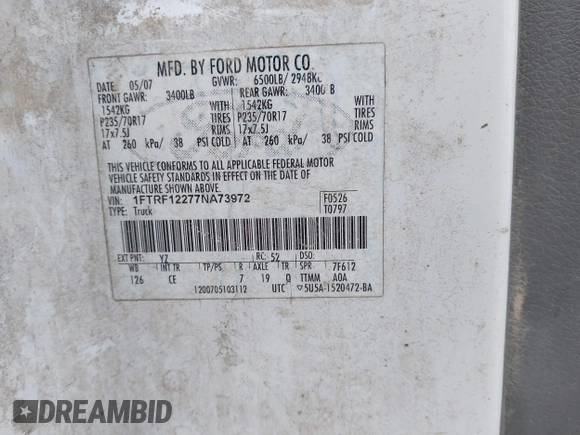 MFD. BY FORD MOTOR CO.
DATE: 05/07 GVWR: 6500LB/ 2948KG
FRONT GAWR: 3400LB REAR GAWR: 3400 B
1542KG WITH 1542KG WITH
P235/70R17 TIRES P235/70R17 TIRES
17x7.5J RIMS 17x7.5J RIMS
AT 260 kPa/ 38 PSI COLD AT 260 kPa/ 38 PSI COLD
THIS VEHICLE CONFORMS TO ALL APPLICABLE FEDERAL MOTOR
VEHICLE SAFETY STANDARDS IN EFFECT ON THE DATE OF
MANUFACTURE SHOWN ABOVE.
VIN: 1FTRF12277NA73972 F0526
TYPE: Truck T0797
EXT PNT: YZ RC: 52 DSO:
WB INT TR TP/PS R AXLE TR SPR 7F612
126 CE 7 19 Q TTMM A0A
1200705103112 UTC ▽5U5A-1520472-BA
DREAMBID